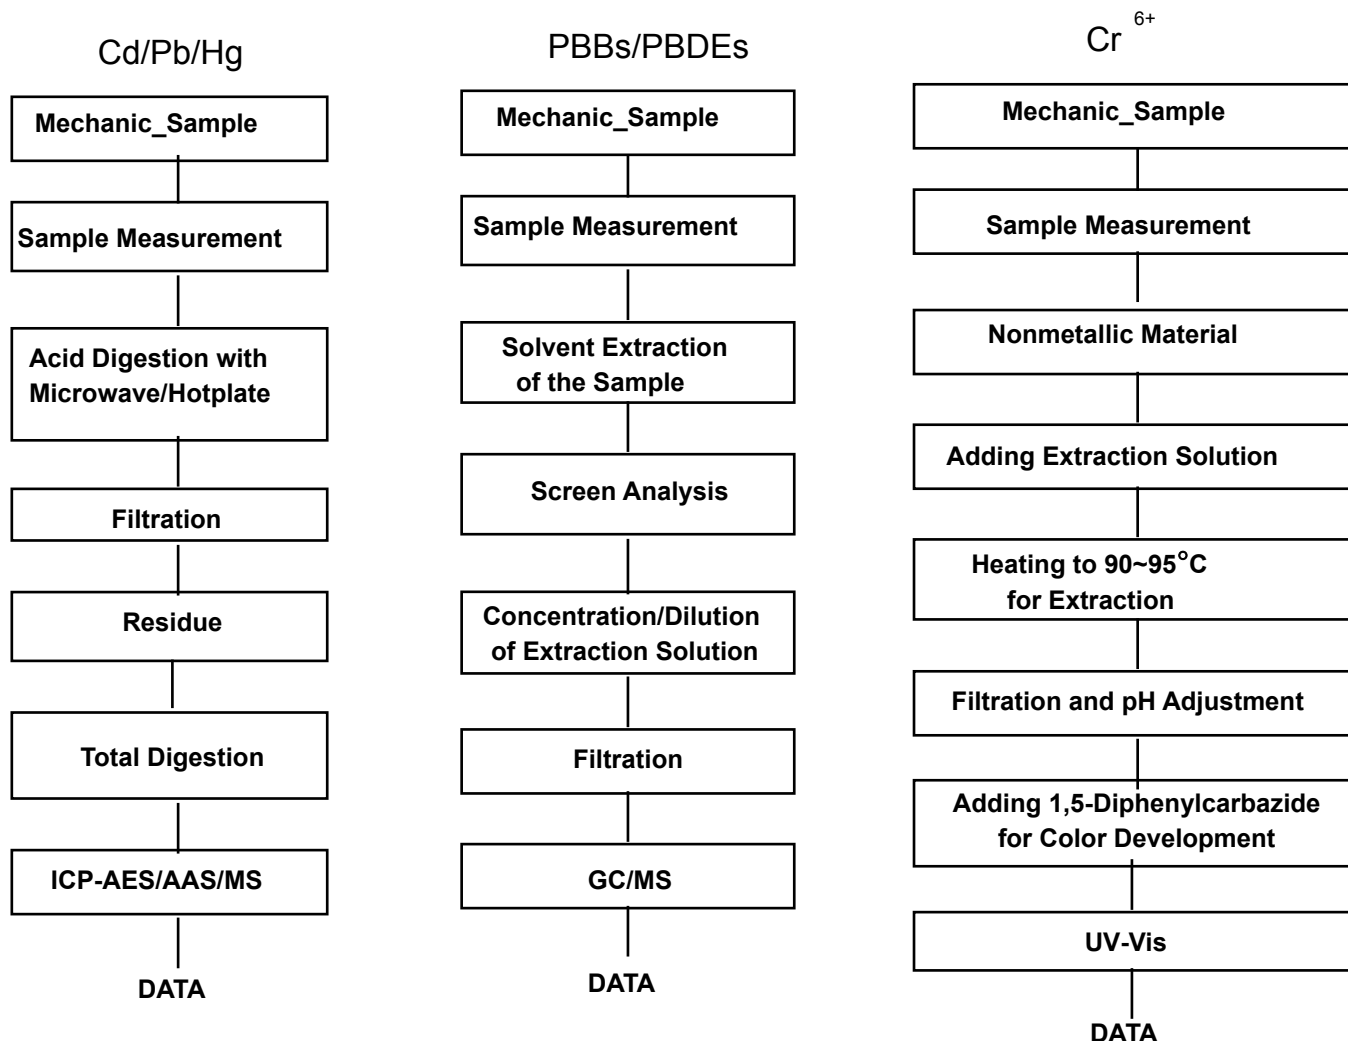 Cd/Pb/Hg
Mechanic_Sample
Sample Measurement
Acid Digestion with
Microwave/Hotplate
Filtration
Residue
Total Digestion
ICP-AES/AAS/MS
DATA
PBBs/PBDEs
Mechanic_Sample
Sample Measurement
Solvent Extraction
of the Sample
Screen Analysis
Concentration/Dilution
of Extraction Solution
Filtration
GC/MS
DATA
Cr 6+
Mechanic_Sample
Sample Measurement
Nonmetallic Material
Adding Extraction Solution
Heating to 90~95°C
for Extraction
Filtration and pH Adjustment
Adding 1,5-Diphenylcarbazide
for Color Development
UV-Vis
DATA